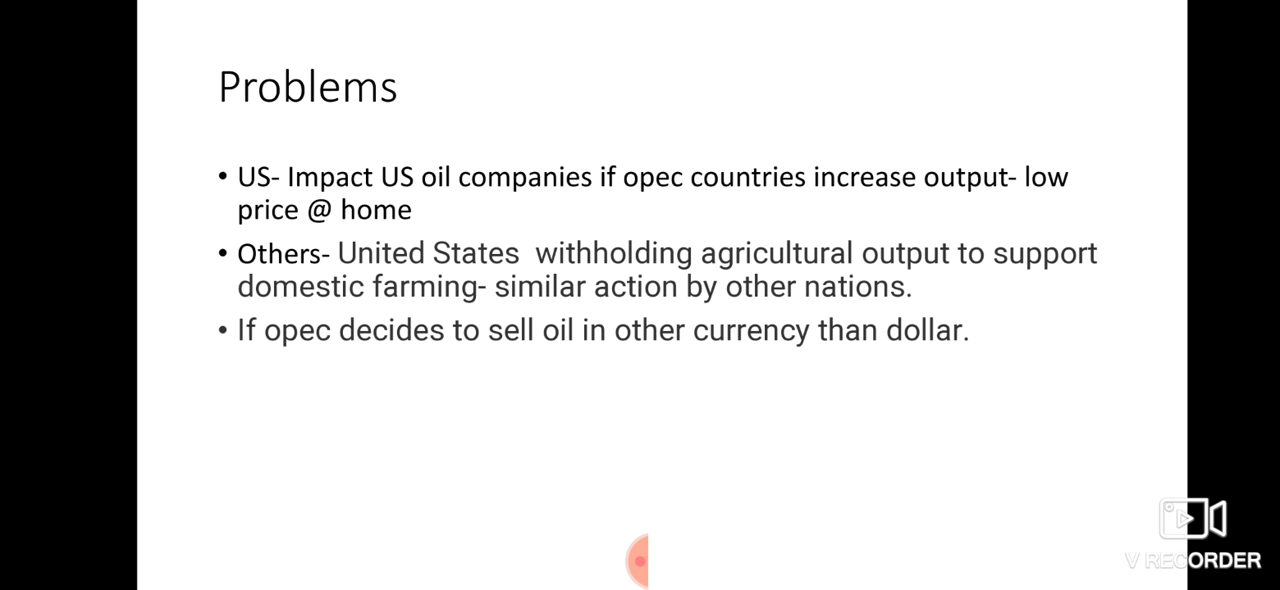 Problems
• US- Impact US oil companies if opec countries increase output- low
price @ home
• Others- United States  withholding agricultural output to support
domestic farming- similar action by other nations.
• If opec decides to sell oil in other currency than dollar.
V RECORDER